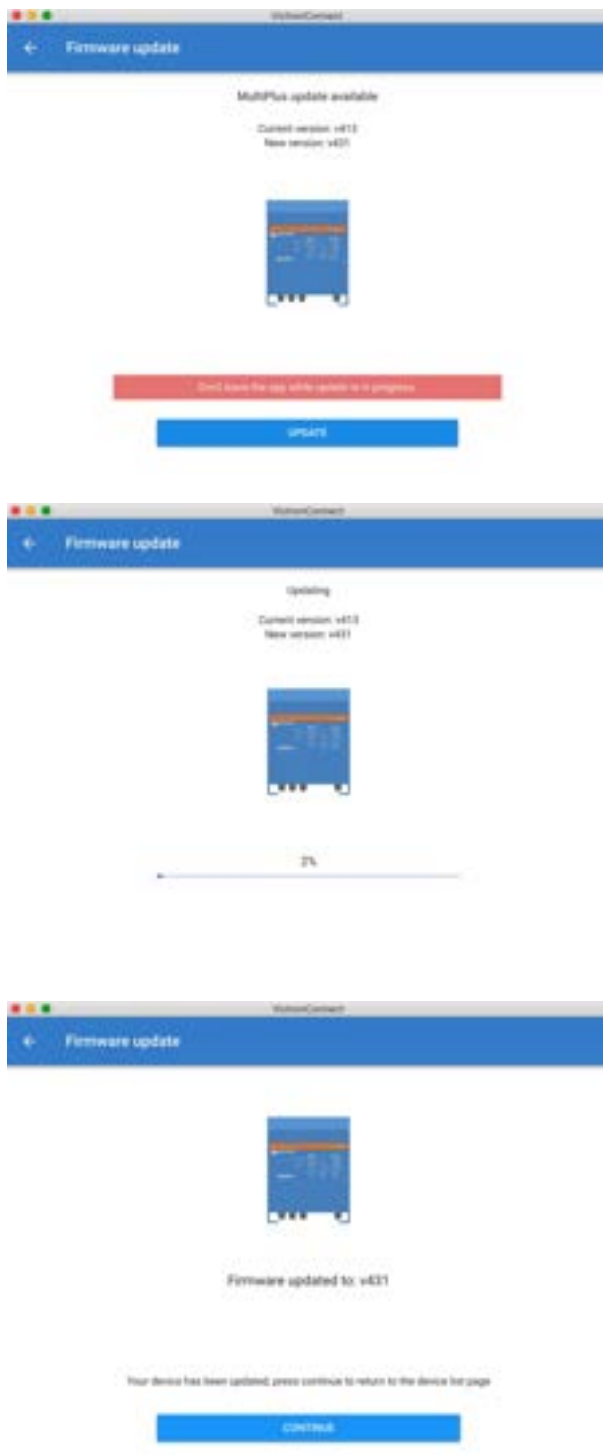 VictronConnect
Firmware update
MultiPlus update available
Current version: v413
New version: v431
Don't leave the app while update is in progress
UPDATE
VictronConnect
Firmware update
Updating
Current version: v413
New version: v431
2%
VictronConnect
Firmware update
Firmware updated to: v431
Your device has been updated, press continue to return to the device list page
CONTINUE